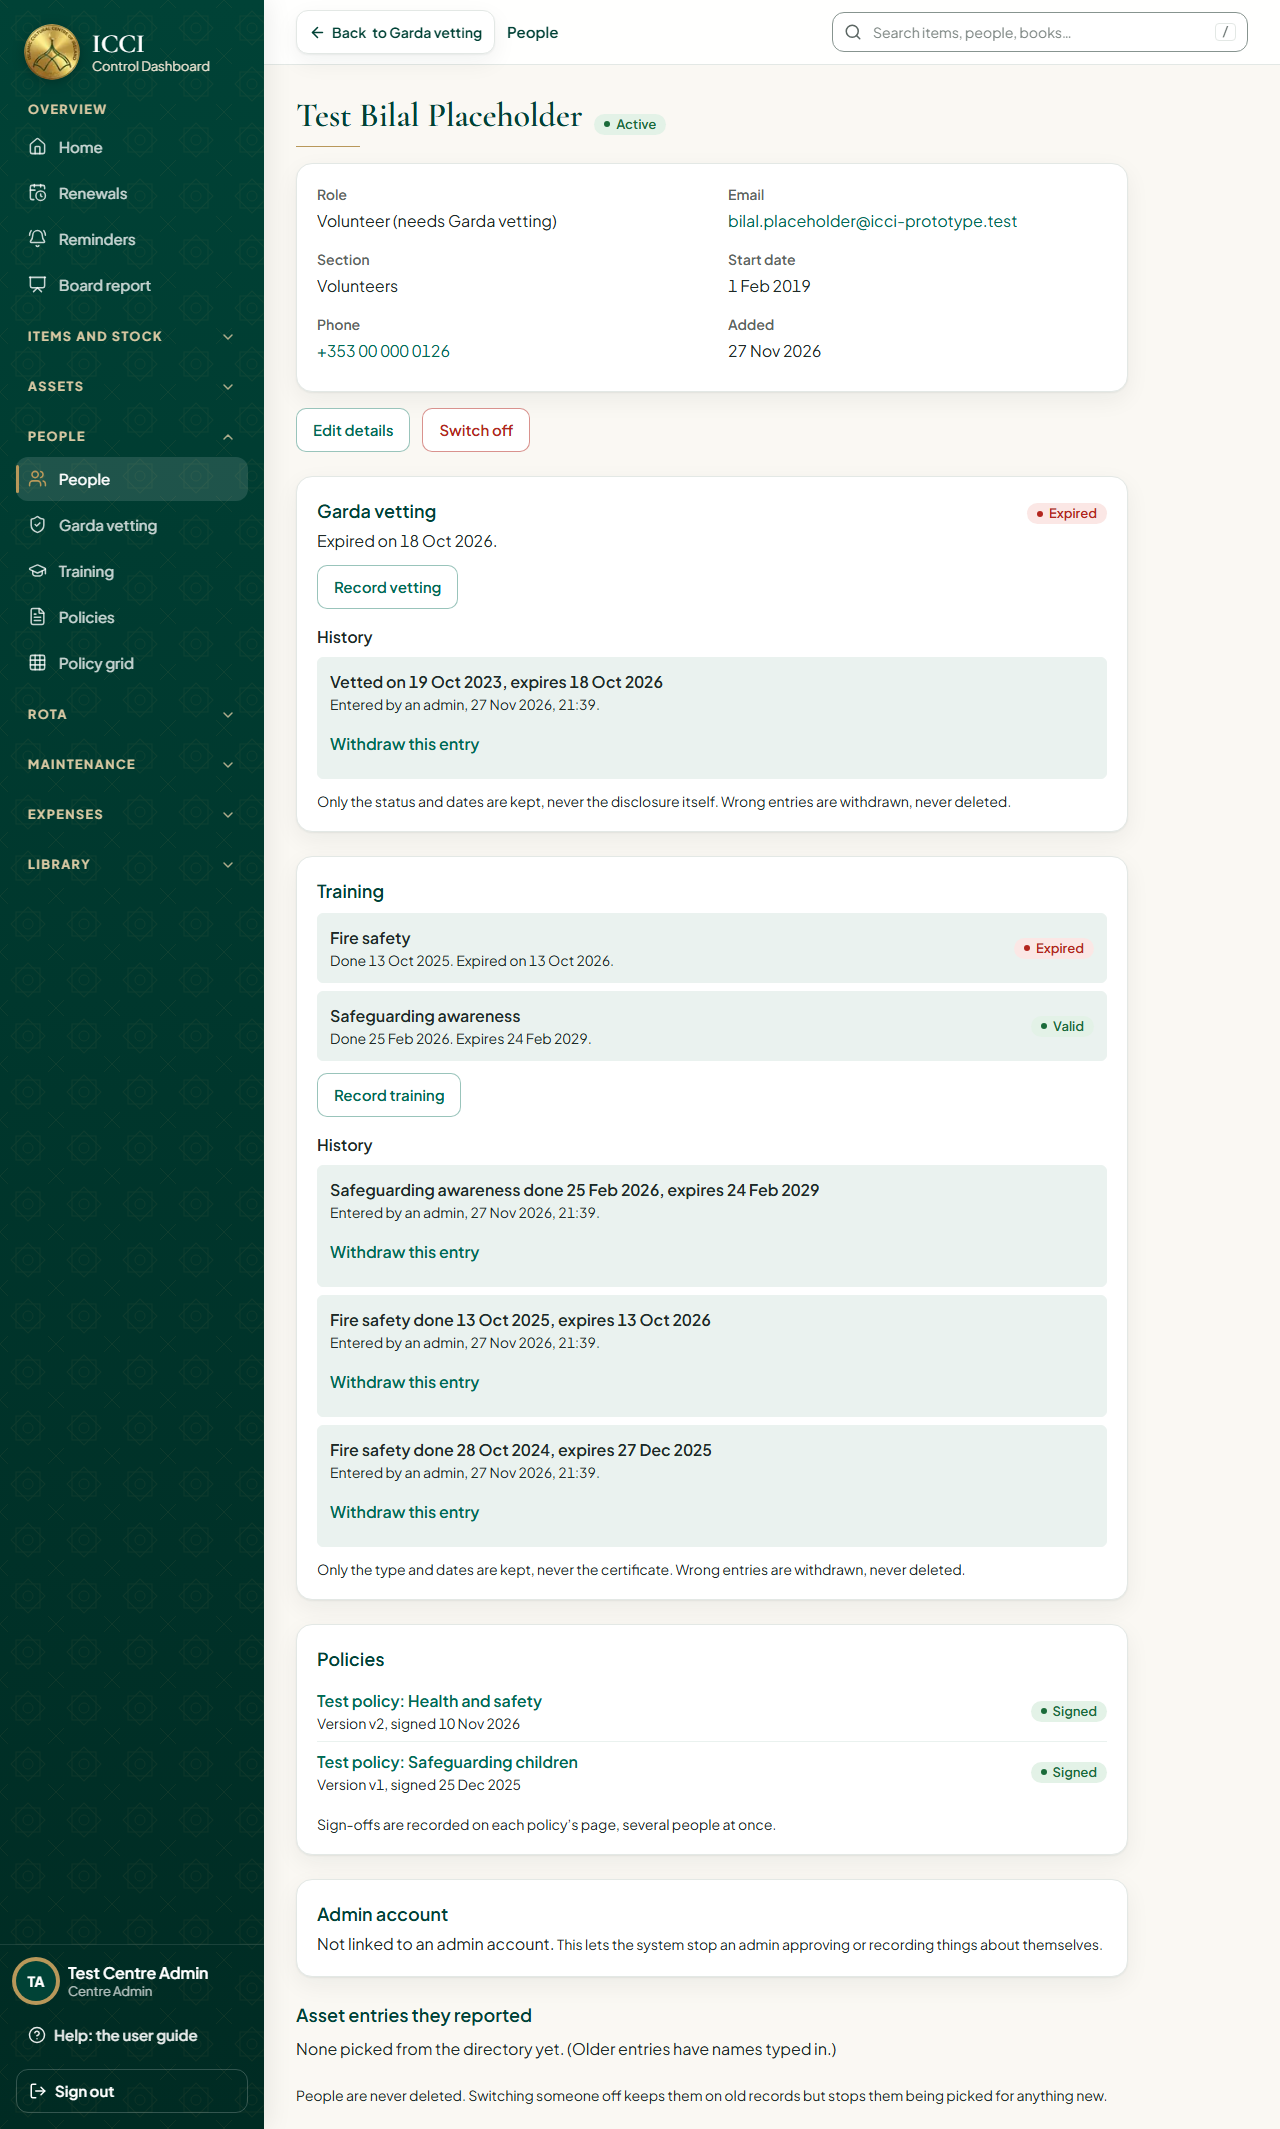 ICCI
Control Dashboard
OVERVIEW
Home
Renewals
Reminders
Board report
ITEMS AND STOCK
ASSETS
PEOPLE
People
Garda vetting
Training
Policies
Policy grid
ROTA
MAINTENANCE
EXPENSES
LIBRARY
TA
Test Centre Admin
Centre Admin
Help: the user guide
Sign out
Back to Garda vetting
People
Search items, people, books...
/
Test Bilal Placeholder
Active
Role
Volunteer (needs Garda vetting)
Email
bilal.placeholder@icci-prototype.test
Section
Volunteers
Start date
1 Feb 2019
Phone
+353 00 000 0126
Added
27 Nov 2026
Edit details
Switch off
Garda vetting
Expired
Expired on 18 Oct 2026.
Record vetting
History
Vetted on 19 Oct 2023, expires 18 Oct 2026
Entered by an admin, 27 Nov 2026, 21:39.
Withdraw this entry
Only the status and dates are kept, never the disclosure itself. Wrong entries are withdrawn, never deleted.
Training
Fire safety
Done 13 Oct 2025. Expired on 13 Oct 2026.
Expired
Safeguarding awareness
Done 25 Feb 2026. Expires 24 Feb 2029.
Valid
Record training
History
Safeguarding awareness done 25 Feb 2026, expires 24 Feb 2029
Entered by an admin, 27 Nov 2026, 21:39.
Withdraw this entry
Fire safety done 13 Oct 2025, expires 13 Oct 2026
Entered by an admin, 27 Nov 2026, 21:39.
Withdraw this entry
Fire safety done 28 Oct 2024, expires 27 Dec 2025
Entered by an admin, 27 Nov 2026, 21:39.
Withdraw this entry
Only the type and dates are kept, never the certificate. Wrong entries are withdrawn, never deleted.
Policies
Test policy: Health and safety
Version v2, signed 10 Nov 2026
Signed
Test policy: Safeguarding children
Version v1, signed 25 Dec 2025
Signed
Sign-offs are recorded on each policy's page, several people at once.
Admin account
Not linked to an admin account. This lets the system stop an admin approving or recording things about themselves.
Asset entries they reported
None picked from the directory yet. (Older entries have names typed in.)
People are never deleted. Switching someone off keeps them on old records but stops them being picked for anything new.